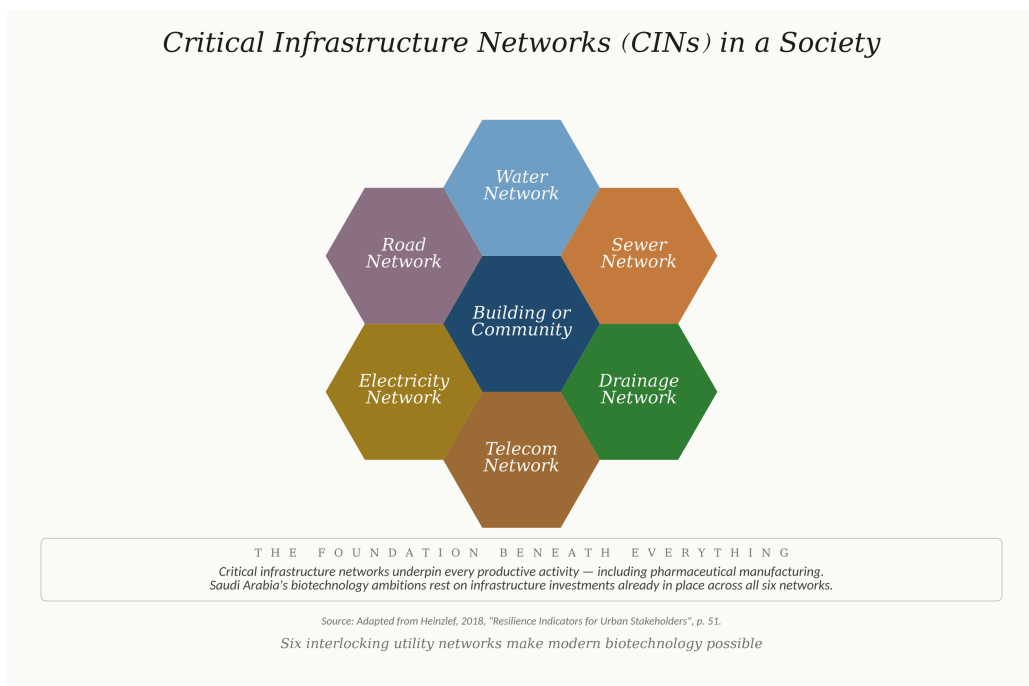 Critical Infrastructure Networks (CINs) in a Society
Water
Network
Road
Network
Sewer
Network
Building or
Community
Electricity
Network
Drainage
Network
Telecom
Network
THE FOUNDATION BENEATH EVERYTHING
Critical infrastructure networks underpin every productive activity — including pharmaceutical manufacturing.
Saudi Arabia's biotechnology ambitions rest on infrastructure investments already in place across all six networks.
Source: Adapted from Heinzlef, 2018, "Resilience Indicators for Urban Stakeholders", p. 51.
Six interlocking utility networks make modern biotechnology possible